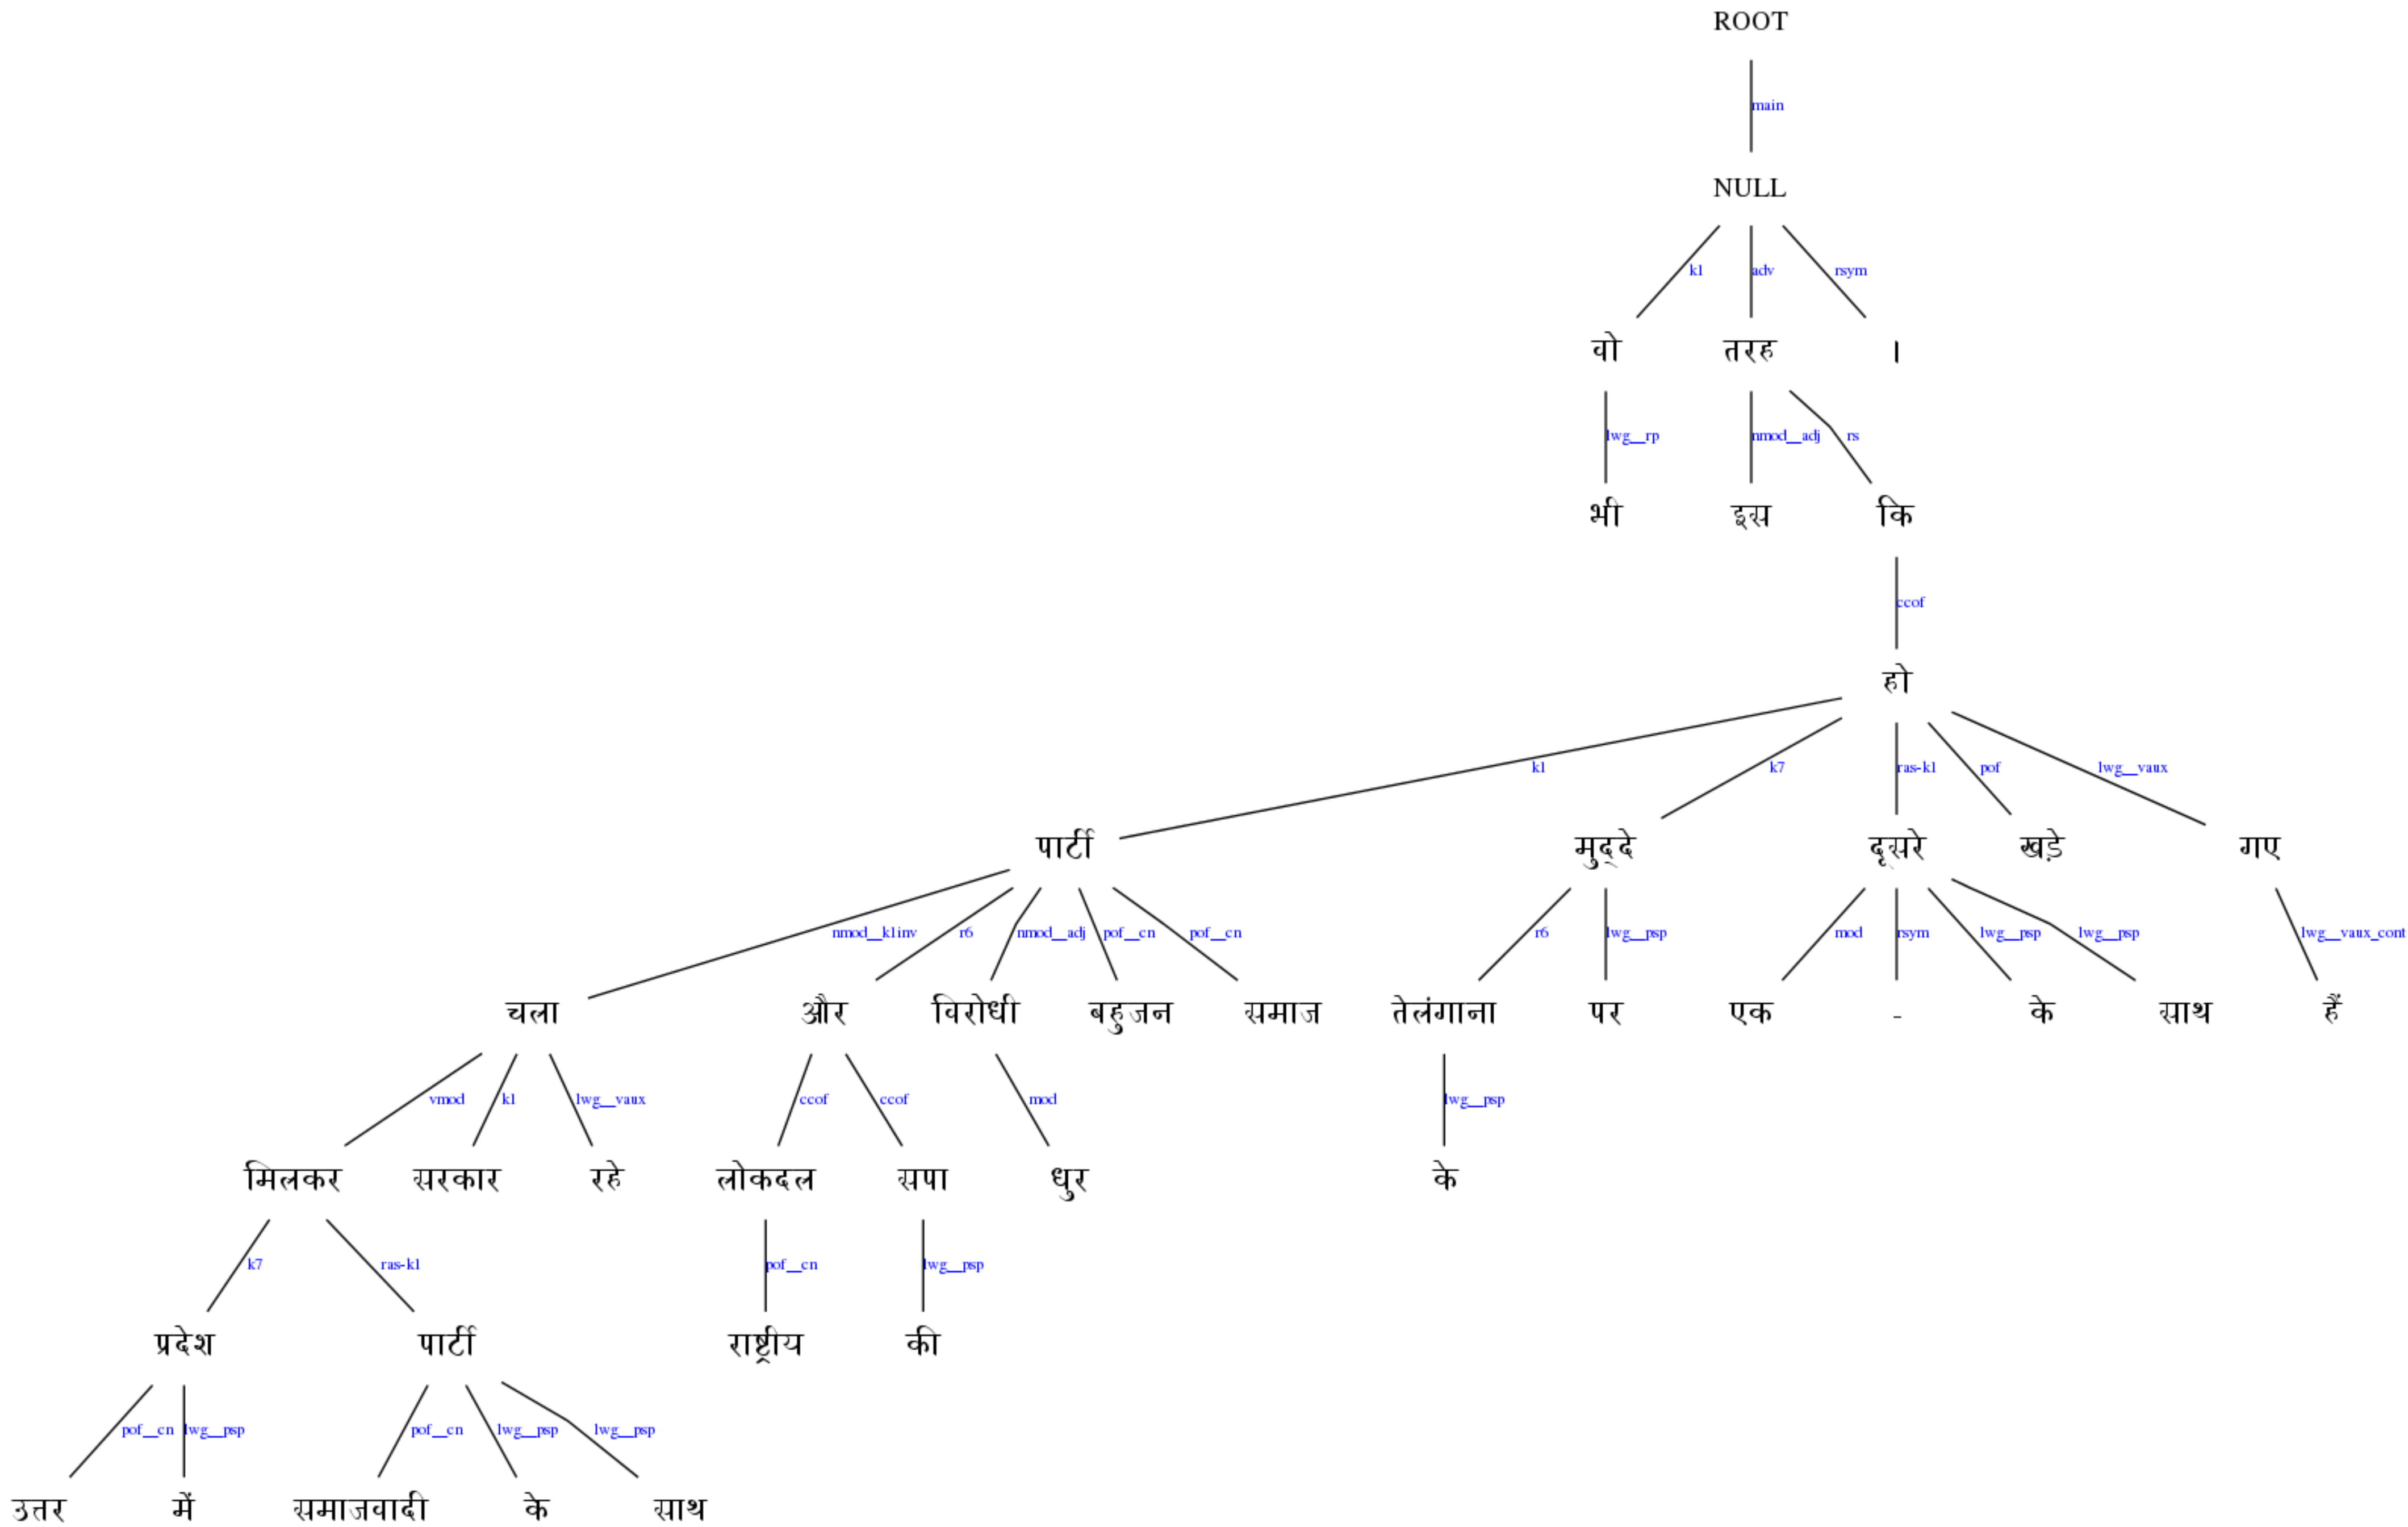 ROOT
main
NULL
k1 adv rsym
वो तरह ।
lwg__rp nmod__adj rs
भी इस कि
ccof
हो
k1 k7 ras-k1 pof lwg__vaux
पार्टी मुद्दे दूसरे खड़े गए
nmod__k1inv r6 nmod__adj pof__cn pof__cn r6 lwg__psp mod rsym lwg__psp lwg__psp lwg__vaux_cont
चला और विरोधी बहुजन समाज तेलंगाना पर एक - के साथ हैं
vmod k1 lwg__vaux ccof ccof mod lwg__psp
मिलकर सरकार रहे लोकदल सपा धुर के
k7 ras-k1 pof__cn lwg__psp
प्रदेश पार्टी राष्ट्रीय की
pof__cn lwg__psp pof__cn lwg__psp lwg__psp
उत्तर में समाजवादी के साथ